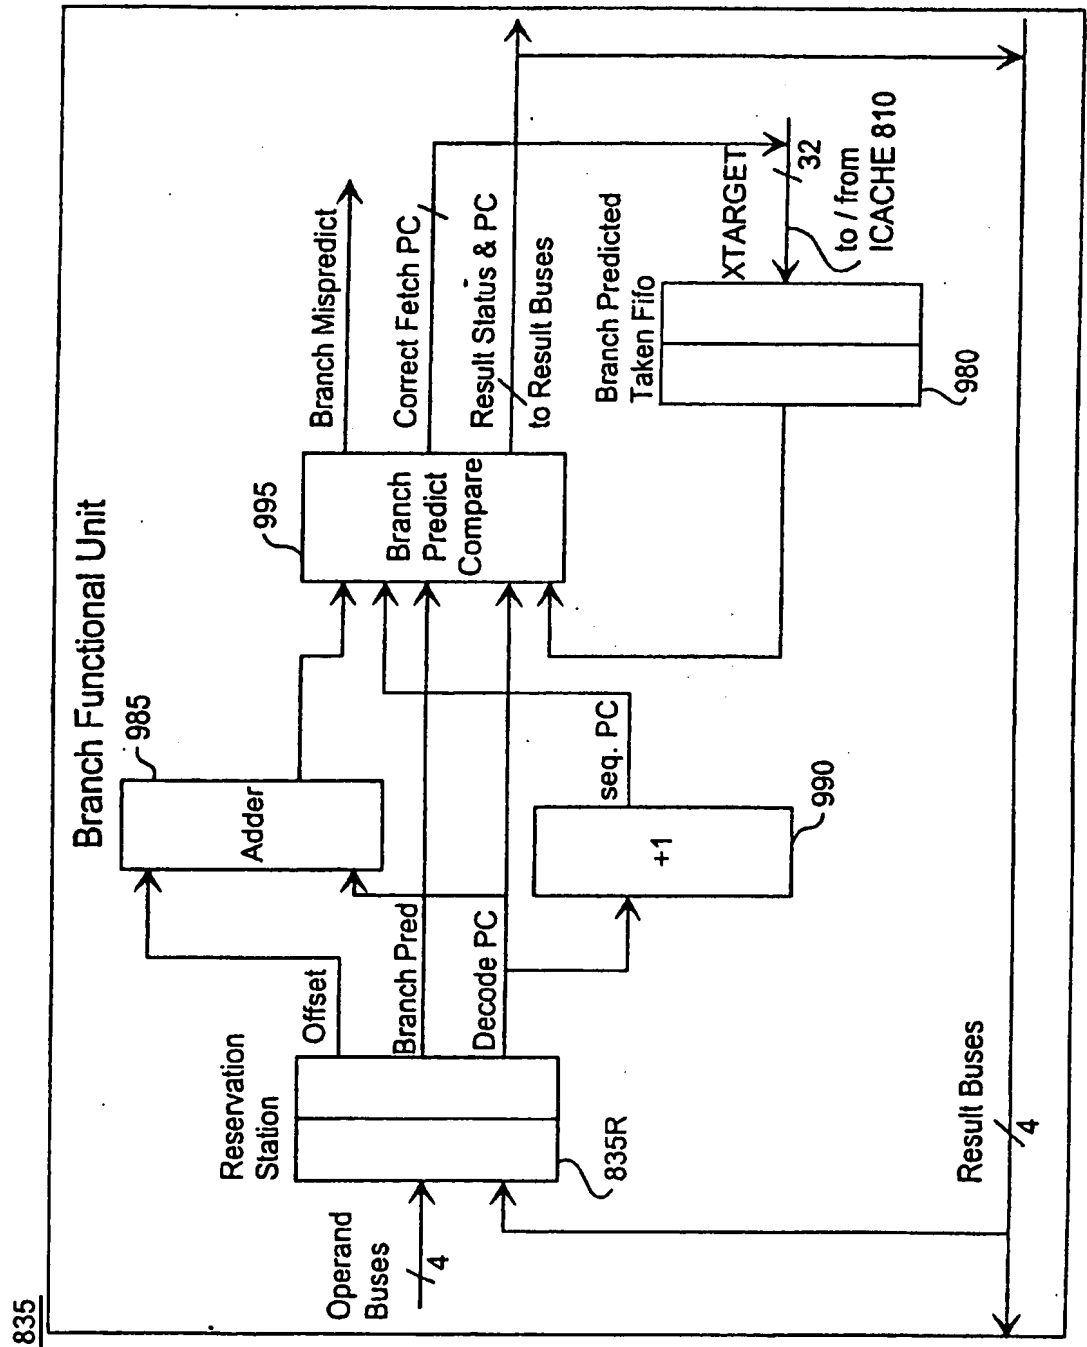 835
Branch Functional Unit
Reservation
Station
835R
Operand
Buses
4
Offset
Branch Pred
Decode PC
Adder
985
+1
990
seq. PC
995
Branch
Predict
Compare
Branch Mispredict
Correct Fetch PC
Result Status & PC
to Result Buses
Branch Predicted
Taken Fifo
XTARGET
32
to / from
ICACHE 810
980
Result Buses
4